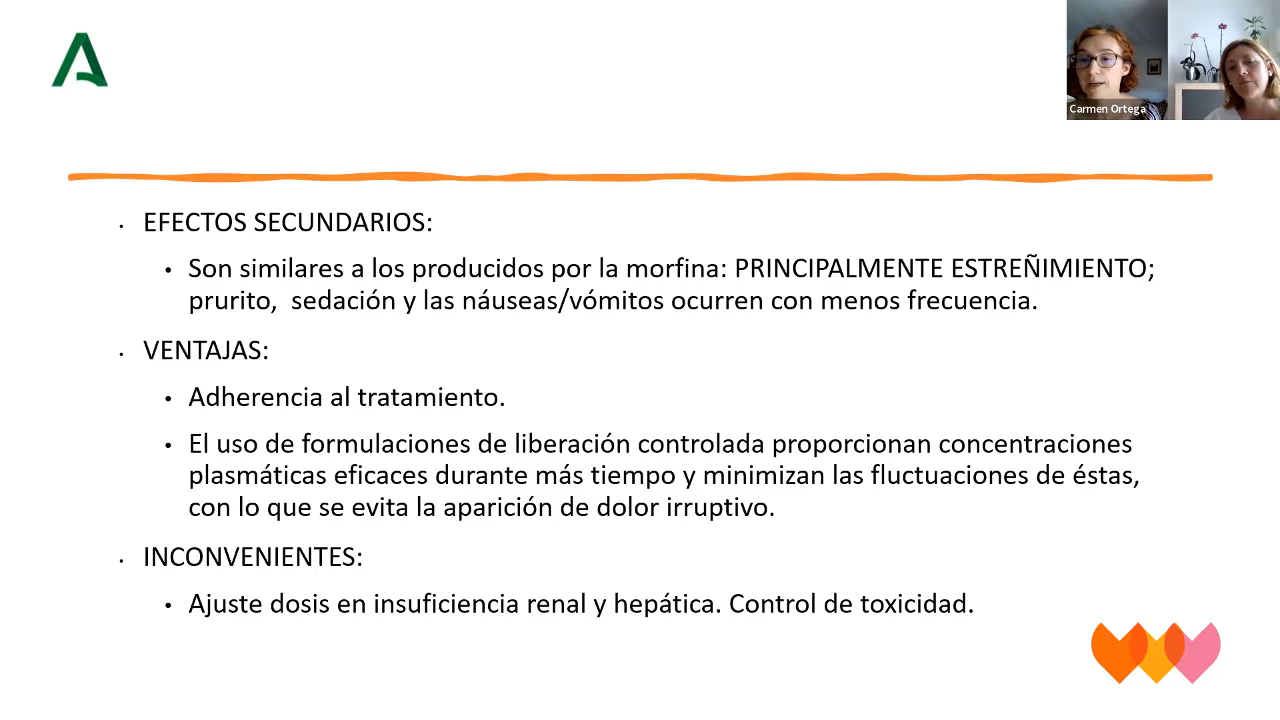 Carmen Ortega
• EFECTOS SECUNDARIOS:
• Son similares a los producidos por la morfina: PRINCIPALMENTE ESTREÑIMIENTO;
prurito, sedación y las náuseas/vómitos ocurren con menos frecuencia.
• VENTAJAS:
• Adherencia al tratamiento.
• El uso de formulaciones de liberación controlada proporcionan concentraciones
plasmáticas eficaces durante más tiempo y minimizan las fluctuaciones de éstas,
con lo que se evita la aparición de dolor irruptivo.
• INCONVENIENTES:
• Ajuste dosis en insuficiencia renal y hepática. Control de toxicidad.